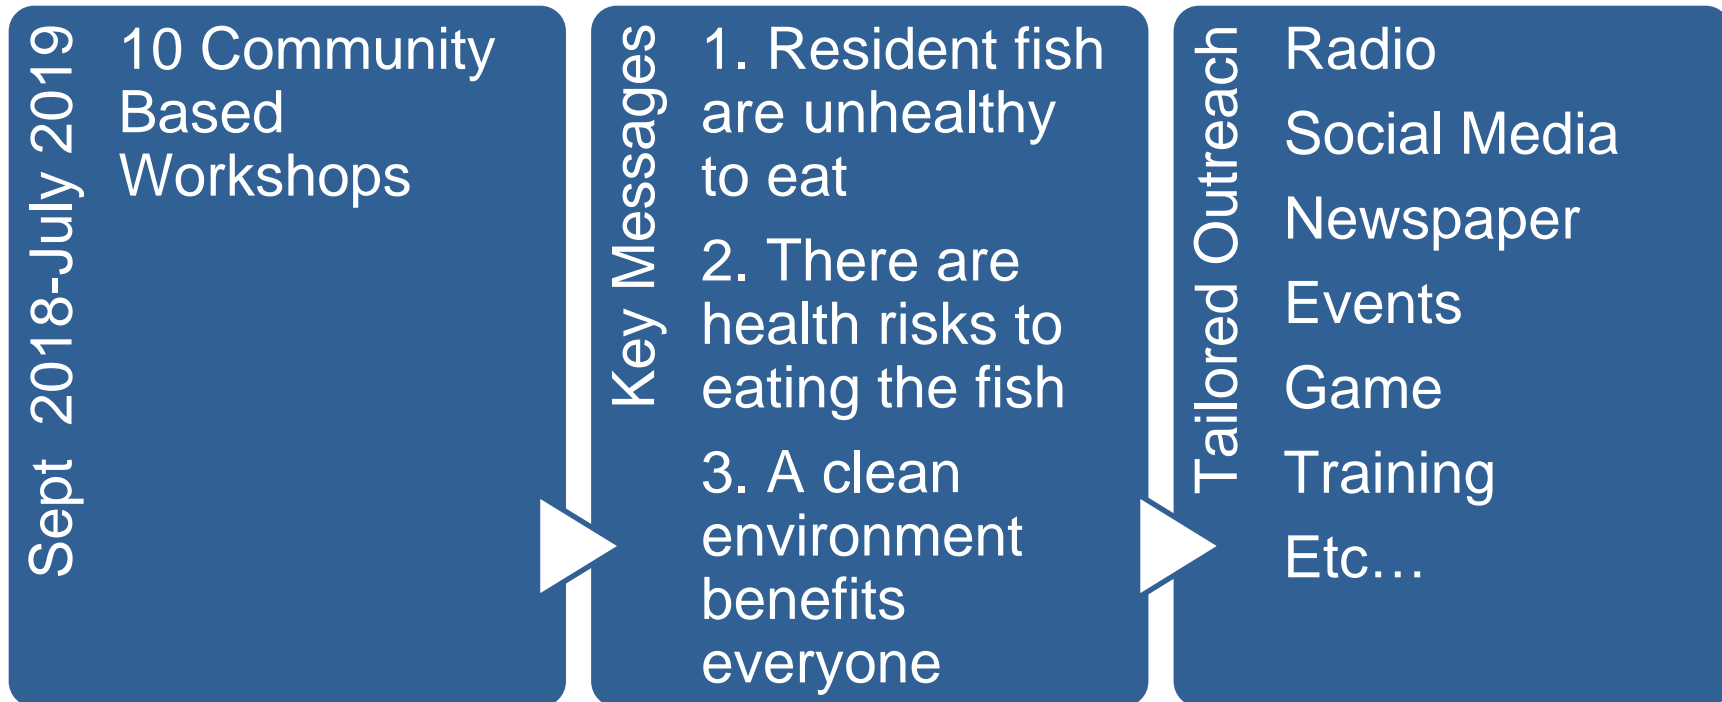 Sept 2018-July 2019
10 Community
Based
Workshops
Key Messages
1. Resident fish
are unhealthy
to eat
2. There are
health risks to
eating the fish
3. A clean
environment
benefits
everyone
Tailored Outreach
Radio
Social Media
Newspaper
Events
Game
Training
Etc…